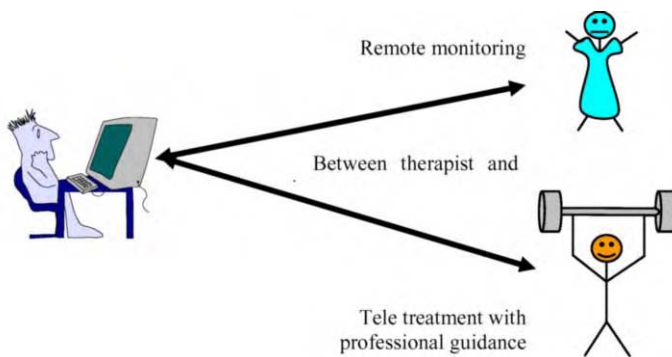 Remote monitoring
Between therapist and
Tele treatment with
professional guidance